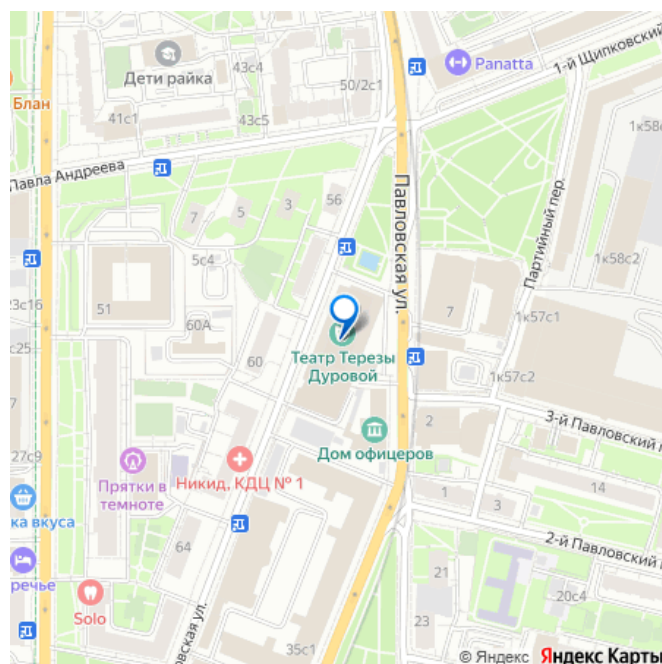 Дети райка
43с4
50/2с1
Panatta
1-й Щипковский
Блан
41с1
43с5
1к58с
Павла Андреева
56
3
5
7
Павловская ул.
Партийный пер.
1к58с2
5с4
51
23с16
60А
60
7
1к57с1
Театр Терезы
Дуровой
1к57с2
с25
2
3-й Павловский
Дом офицеров
27с9
Никид, КДЦ № 1
Прятки в
темноте
14
1
3
ка вкуса
2-й Павловский
64
21
20с4
речье
Solo
23
овская ул.
35с1
© Яндекс Яндекс Карты